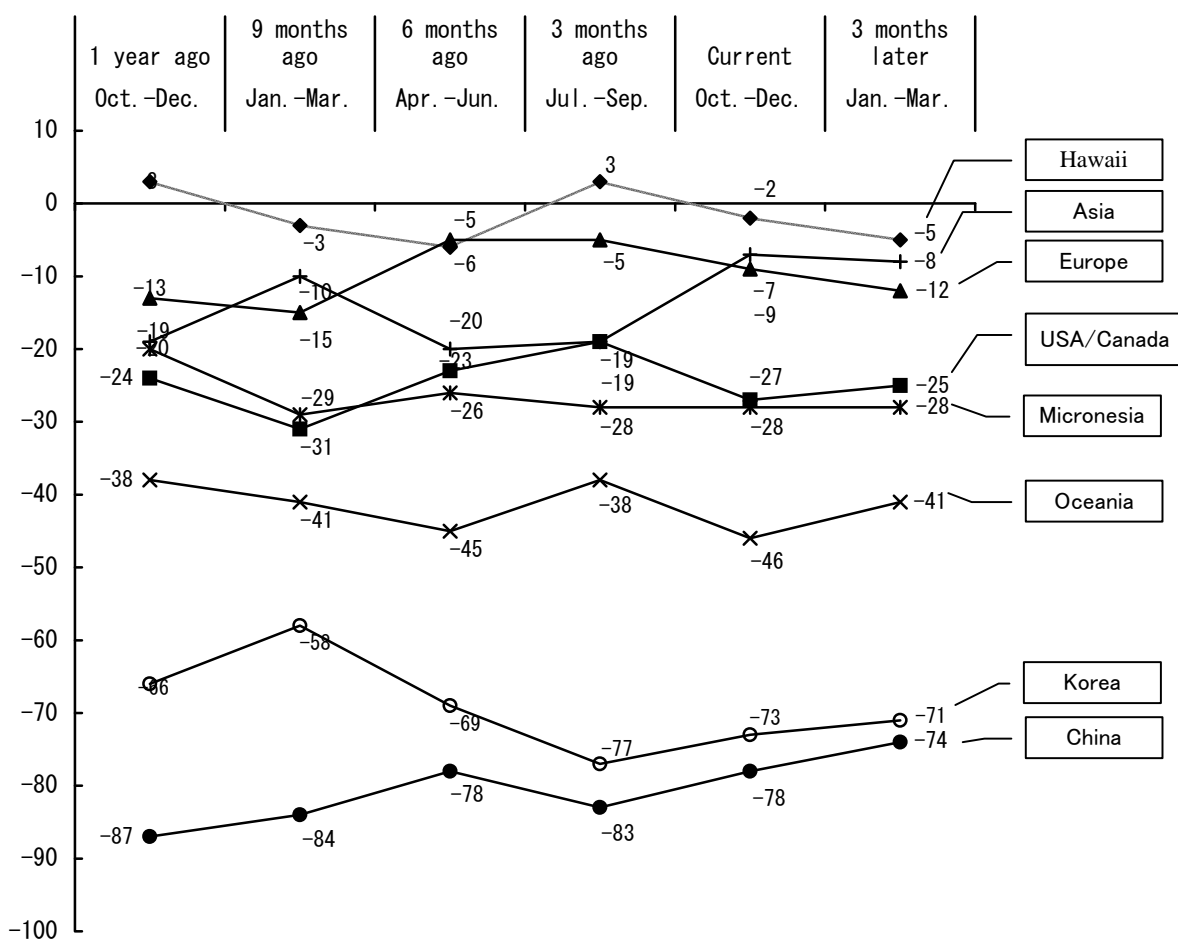 1 year ago
Oct.-Dec.
9 months
ago
Jan.-Mar.
6 months
ago
Apr.-Jun.
3 months
ago
Jul.-Sep.
Current
Oct.-Dec.
3 months
later
Jan.-Mar.
10
0
-10
-20
-30
-40
-50
-60
-70
-80
-90
-100
3
-3
-6
3
-2
-5
Hawaii
-19
-10
-20
-19
-7
-8
Asia
-13
-15
-5
-5
-9
-12
Europe
-24
-31
-23
-19
-27
-25
USA/Canada
-20
-29
-26
-28
-28
-28
Micronesia
-38
-41
-45
-38
-46
-41
Oceania
-66
-58
-69
-77
-73
-71
Korea
-87
-84
-78
-83
-78
-74
China